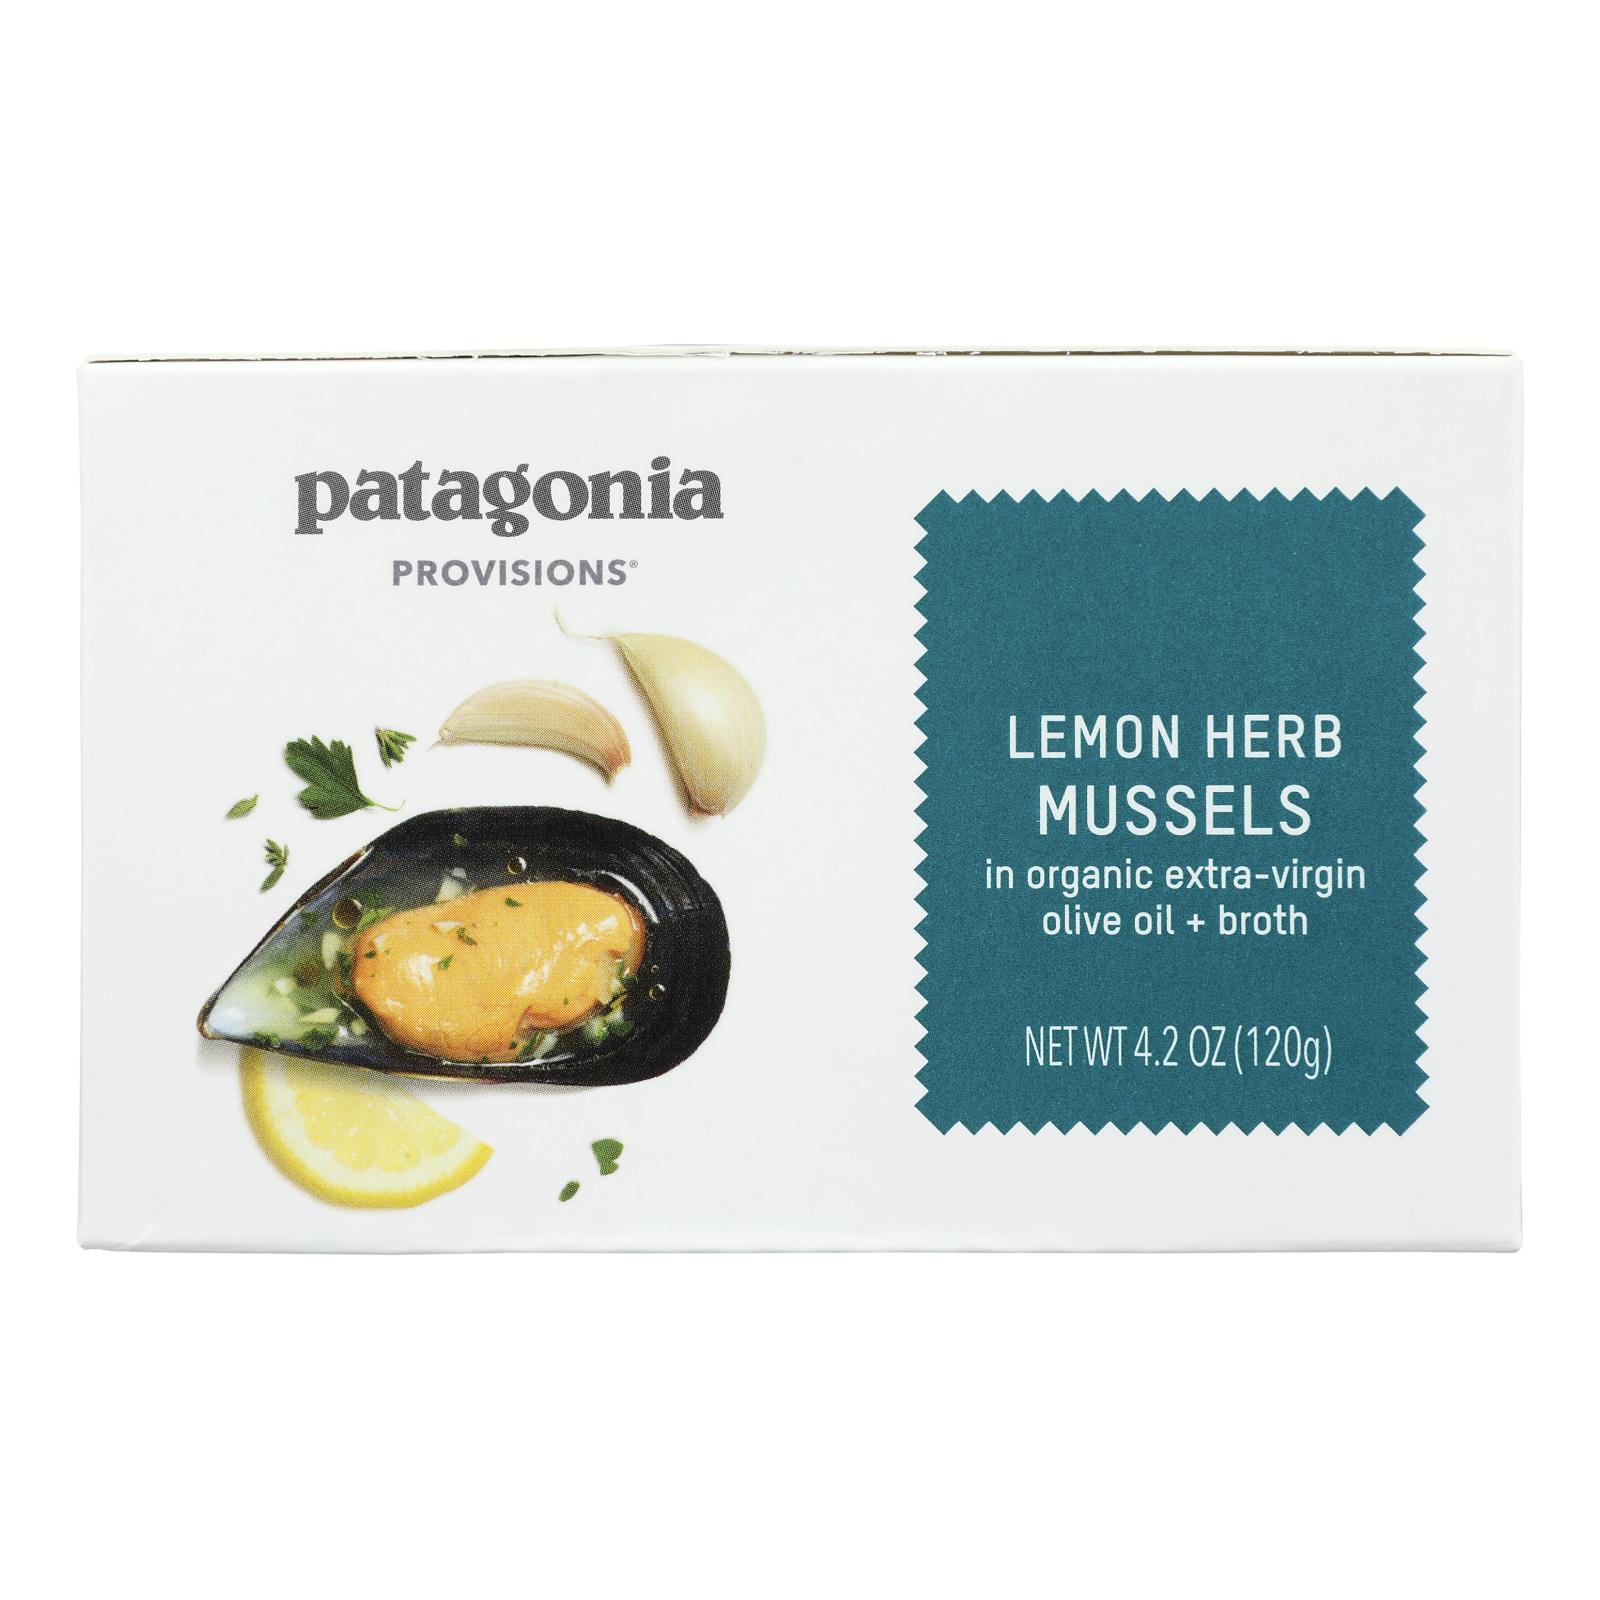 patagonia
PROVISIONS®
LEMON HERB
MUSSELS
in organic extra-virgin
olive oil + broth
NET WT 4.2 OZ (120g)